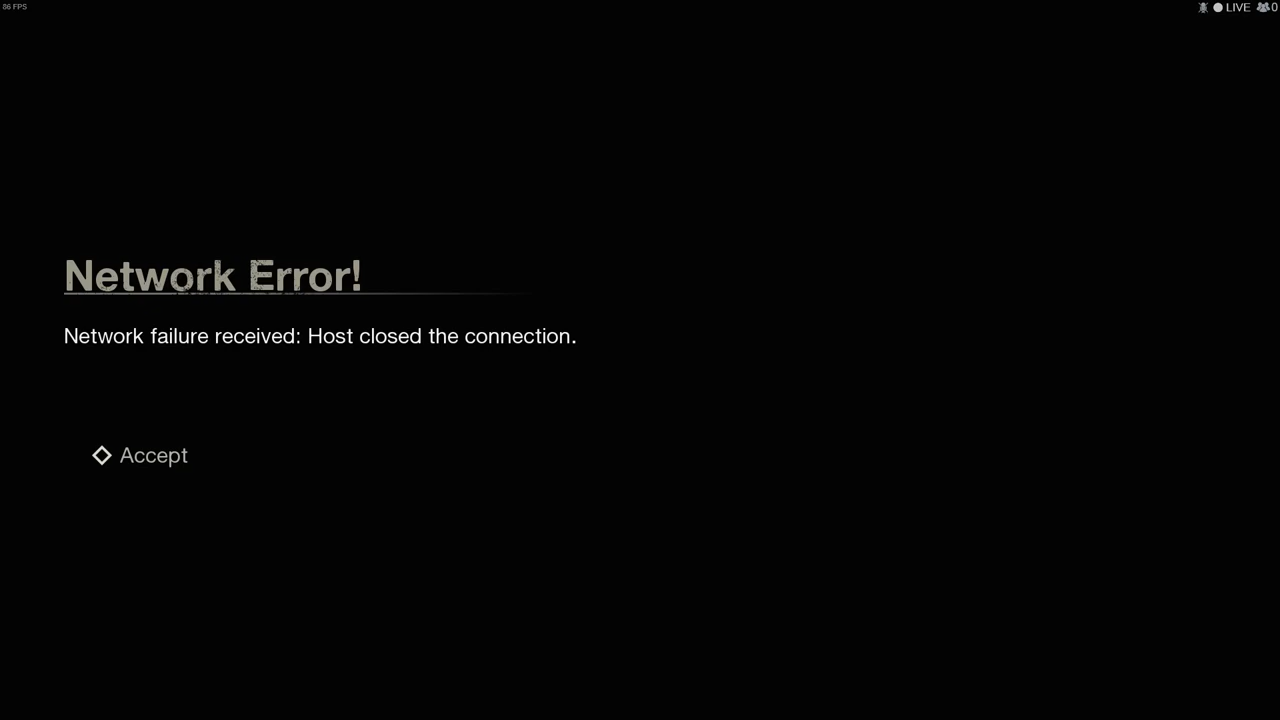 86 FPS
LIVE 0
Network Error!
Network failure received: Host closed the connection.
Accept